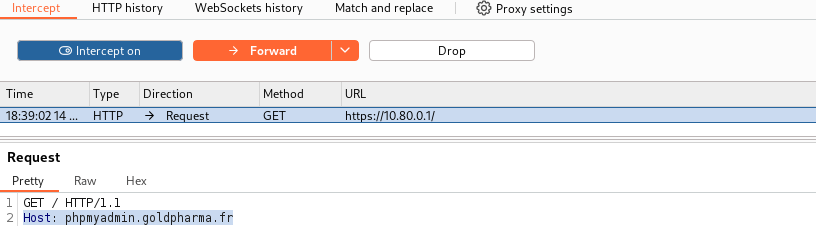 Intercept HTTP history WebSockets history Match and replace Proxy settings
Intercept on Forward Drop
Time Type Direction Method URL
18:39:02 14 ... HTTP → Request GET https://10.80.0.1/
Request
Pretty Raw Hex
1 GET / HTTP/1.1
2 Host: phpmyadmin.goldpharma.fr